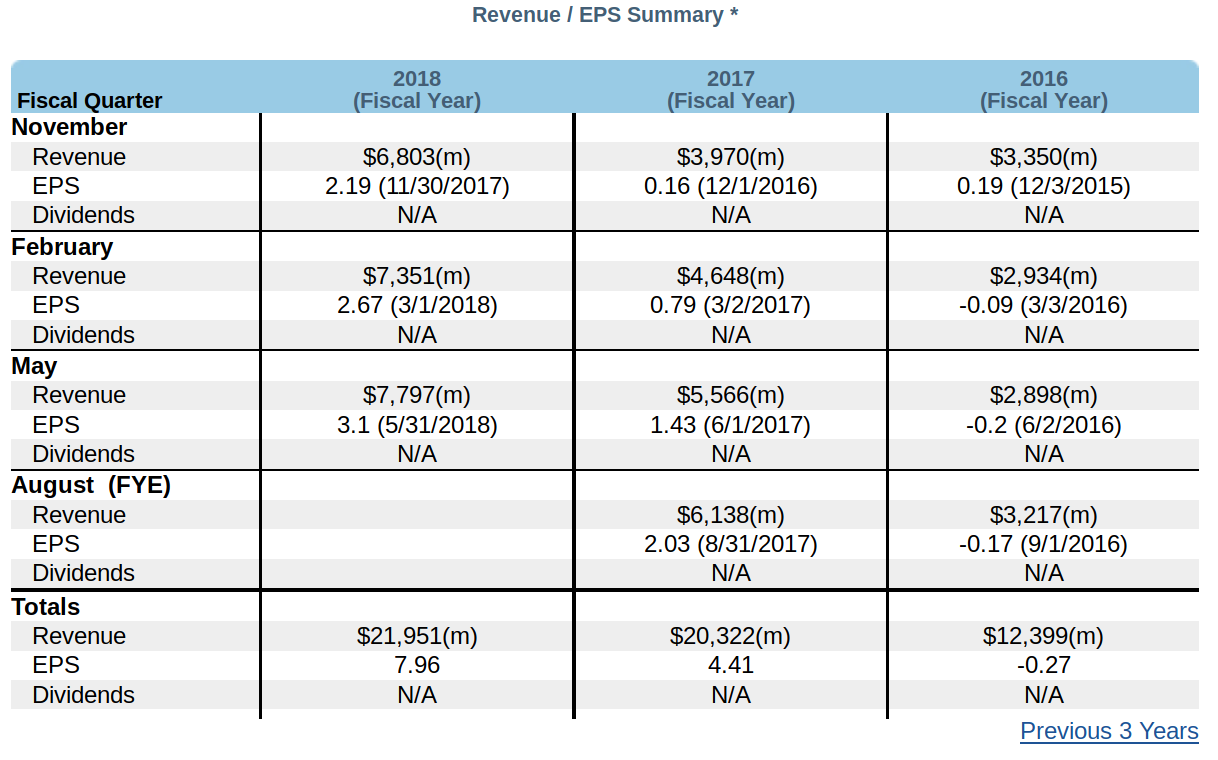 Revenue / EPS Summary *
2018 2017 2016
Fiscal Quarter (Fiscal Year) (Fiscal Year) (Fiscal Year)
November
Revenue $6,803(m) $3,970(m) $3,350(m)
EPS 2.19 (11/30/2017) 0.16 (12/1/2016) 0.19 (12/3/2015)
Dividends N/A N/A N/A
February
Revenue $7,351(m) $4,648(m) $2,934(m)
EPS 2.67 (3/1/2018) 0.79 (3/2/2017) -0.09 (3/3/2016)
Dividends N/A N/A N/A
May
Revenue $7,797(m) $5,566(m) $2,898(m)
EPS 3.1 (5/31/2018) 1.43 (6/1/2017) -0.2 (6/2/2016)
Dividends N/A N/A N/A
August (FYE)
Revenue $6,138(m) $3,217(m)
EPS 2.03 (8/31/2017) -0.17 (9/1/2016)
Dividends N/A N/A
Totals
Revenue $21,951(m) $20,322(m) $12,399(m)
EPS 7.96 4.41 -0.27
Dividends N/A N/A N/A
Previous 3 Years